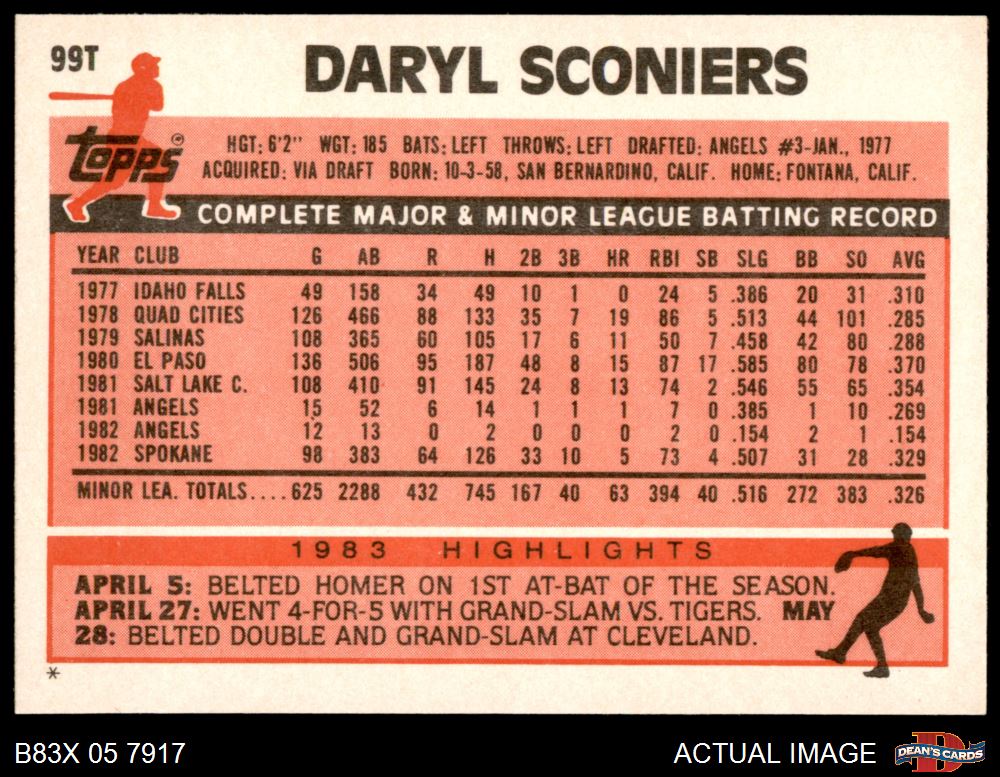 99T
DARYL SCONIERS
topps®
HGT: 6'2" WGT: 185 BATS: LEFT THROWS: LEFT DRAFTED: ANGELS #3-JAN., 1977
ACQUIRED: VIA DRAFT BORN: 10-3-58, SAN BERNARDINO, CALIF. HOME: FONTANA, CALIF.
COMPLETE MAJOR & MINOR LEAGUE BATTING RECORD
YEAR CLUB G AB R H 2B 3B HR RBI SB SLG BB SO AVG
1977 IDAHO FALLS 49 158 34 49 10 1 0 24 5 .386 20 31 .310
1978 QUAD CITIES 126 466 88 133 35 7 19 86 5 .513 44 101 .285
1979 SALINAS 108 365 60 105 17 6 11 50 7 .458 42 80 .288
1980 EL PASO 136 506 95 187 48 8 15 87 17 .585 80 78 .370
1981 SALT LAKE C. 108 410 91 145 24 8 13 74 2 .546 55 65 .354
1981 ANGELS 15 52 6 14 1 1 1 7 0 .385 1 10 .269
1982 ANGELS 12 13 0 2 0 0 0 2 0 .154 2 1 .154
1982 SPOKANE 98 383 64 126 33 10 5 73 4 .507 31 28 .329
MINOR LEA. TOTALS.... 625 2288 432 745 167 40 63 394 40 .516 272 383 .326
1983 HIGHLIGHTS
APRIL 5: BELTED HOMER ON 1ST AT-BAT OF THE SEASON.
APRIL 27: WENT 4-FOR-5 WITH GRAND-SLAM VS. TIGERS. MAY
28: BELTED DOUBLE AND GRAND-SLAM AT CLEVELAND.
*
B83X 05 7917
ACTUAL IMAGE
D
DEAN'S CARDS